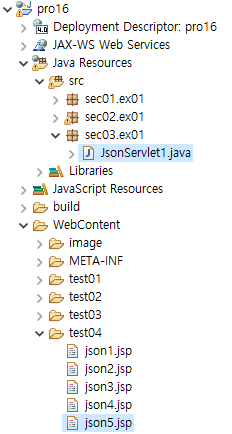 pro16
Deployment Descriptor: pro16
JAX-WS Web Services
Java Resources
src
sec01.ex01
sec02.ex01
sec03.ex01
JsonServlet1.java
Libraries
JavaScript Resources
build
WebContent
image
META-INF
test01
test02
test03
test04
json1.jsp
json2.jsp
json3.jsp
json4.jsp
json5.jsp